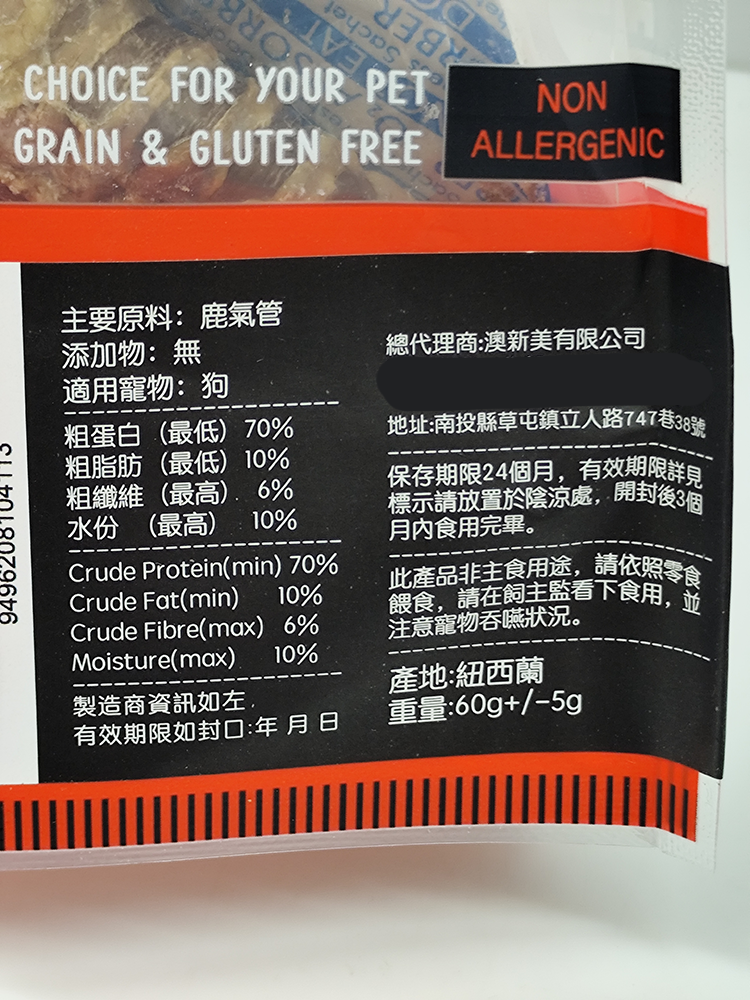 CHOICE FOR YOUR PET
GRAIN & GLUTEN FREE
NON
ALLERGENIC
主要原料：鹿氣管
添加物：無
適用寵物：狗
粗蛋白（最低）70%
粗脂肪（最低）10%
粗纖維（最高）6%
水份（最高）10%
Crude Protein(min) 70%
Crude Fat(min) 10%
Crude Fibre(max) 6%
Moisture(max) 10%
製造商資訊如左.
有效期限如封口:年月日
總代理商:澳新美有限公司
地址:南投縣草屯鎮立人路747巷38號
保存期限24個月，有效期限詳見
標示請放置於陰涼處，開封後3個
月內食用完畢。
此產品非主食用途，請依照零食
餵食，請在飼主監看下食用，並
注意寵物吞嚥狀況。
產地:紐西蘭
重量:60g+/-5g